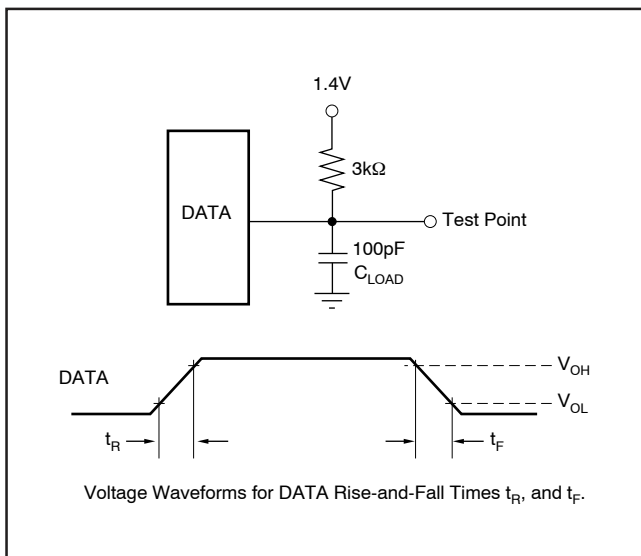 1.4V
3kΩ
DATA
Test Point
100pF
CLOAD
DATA
VOH
VOL
tR
tF
Voltage Waveforms for DATA Rise-and-Fall Times tR, and tF.